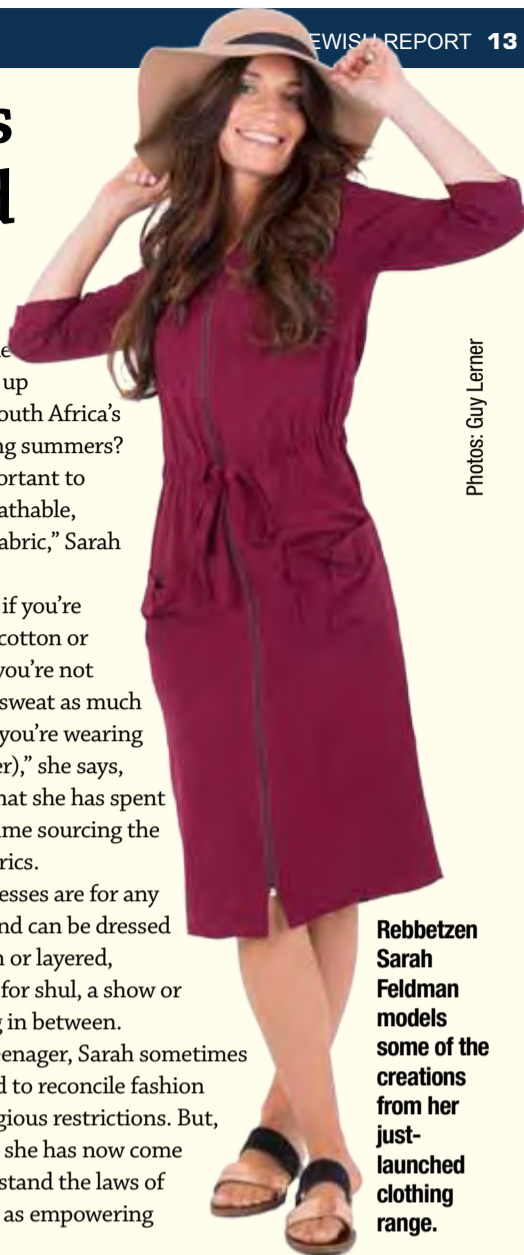 EWISH REPORT 13
s
d
e
up
outh Africa's
ng summers?
ortant to
athable,
abric," Sarah
if you're
cotton or
you're not
sweat as much
you're wearing
er)," she says,
hat she has spent
me sourcing the
rics.
esses are for any
nd can be dressed
n or layered,
for shul, a show or
g in between.
eenager, Sarah sometimes
d to reconcile fashion
gious restrictions. But,
she has now come
stand the laws of
as empowering
Photos: Guy Lerner
Rebbetzen
Sarah
Feldman
models
some of the
creations
from her
just-
launched
clothing
range.